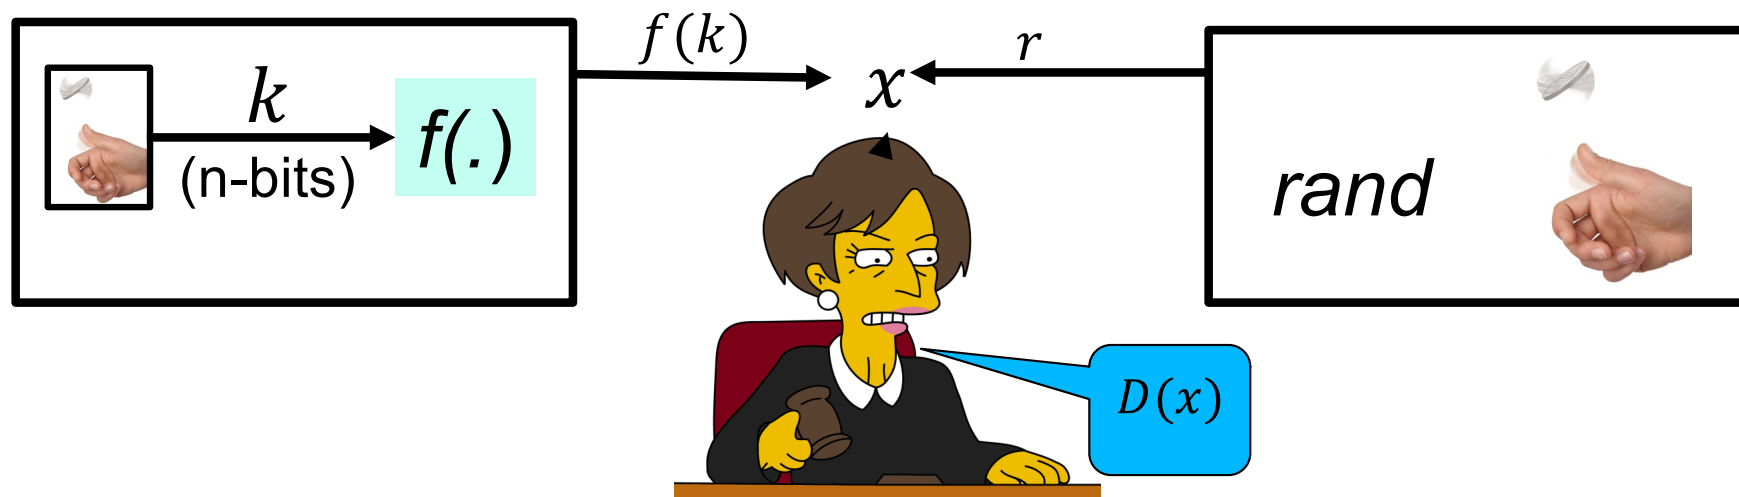 k
(n-bits)
f(.)
f(k)
x
r
rand
D(x)